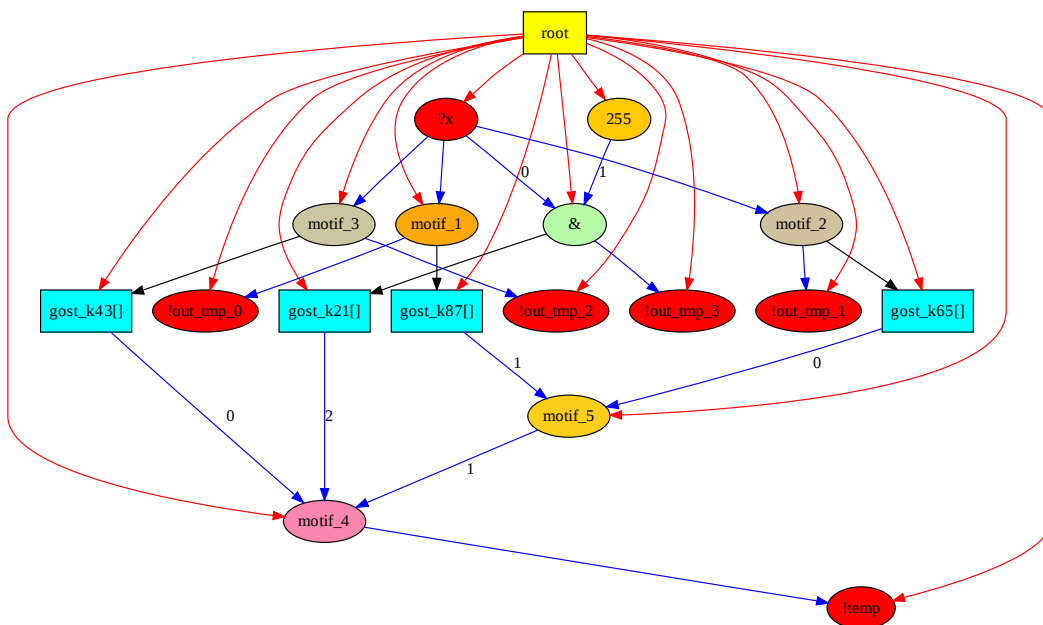 root
?x
255
0
1
motif_3
motif_1
&
motif_2
gost_k43[]
!out_tmp_0
gost_k21[]
gost_k87[]
!out_tmp_2
!out_tmp_3
!out_tmp_1
gost_k65[]
1
0
0
2
motif_5
1
motif_4
!temp